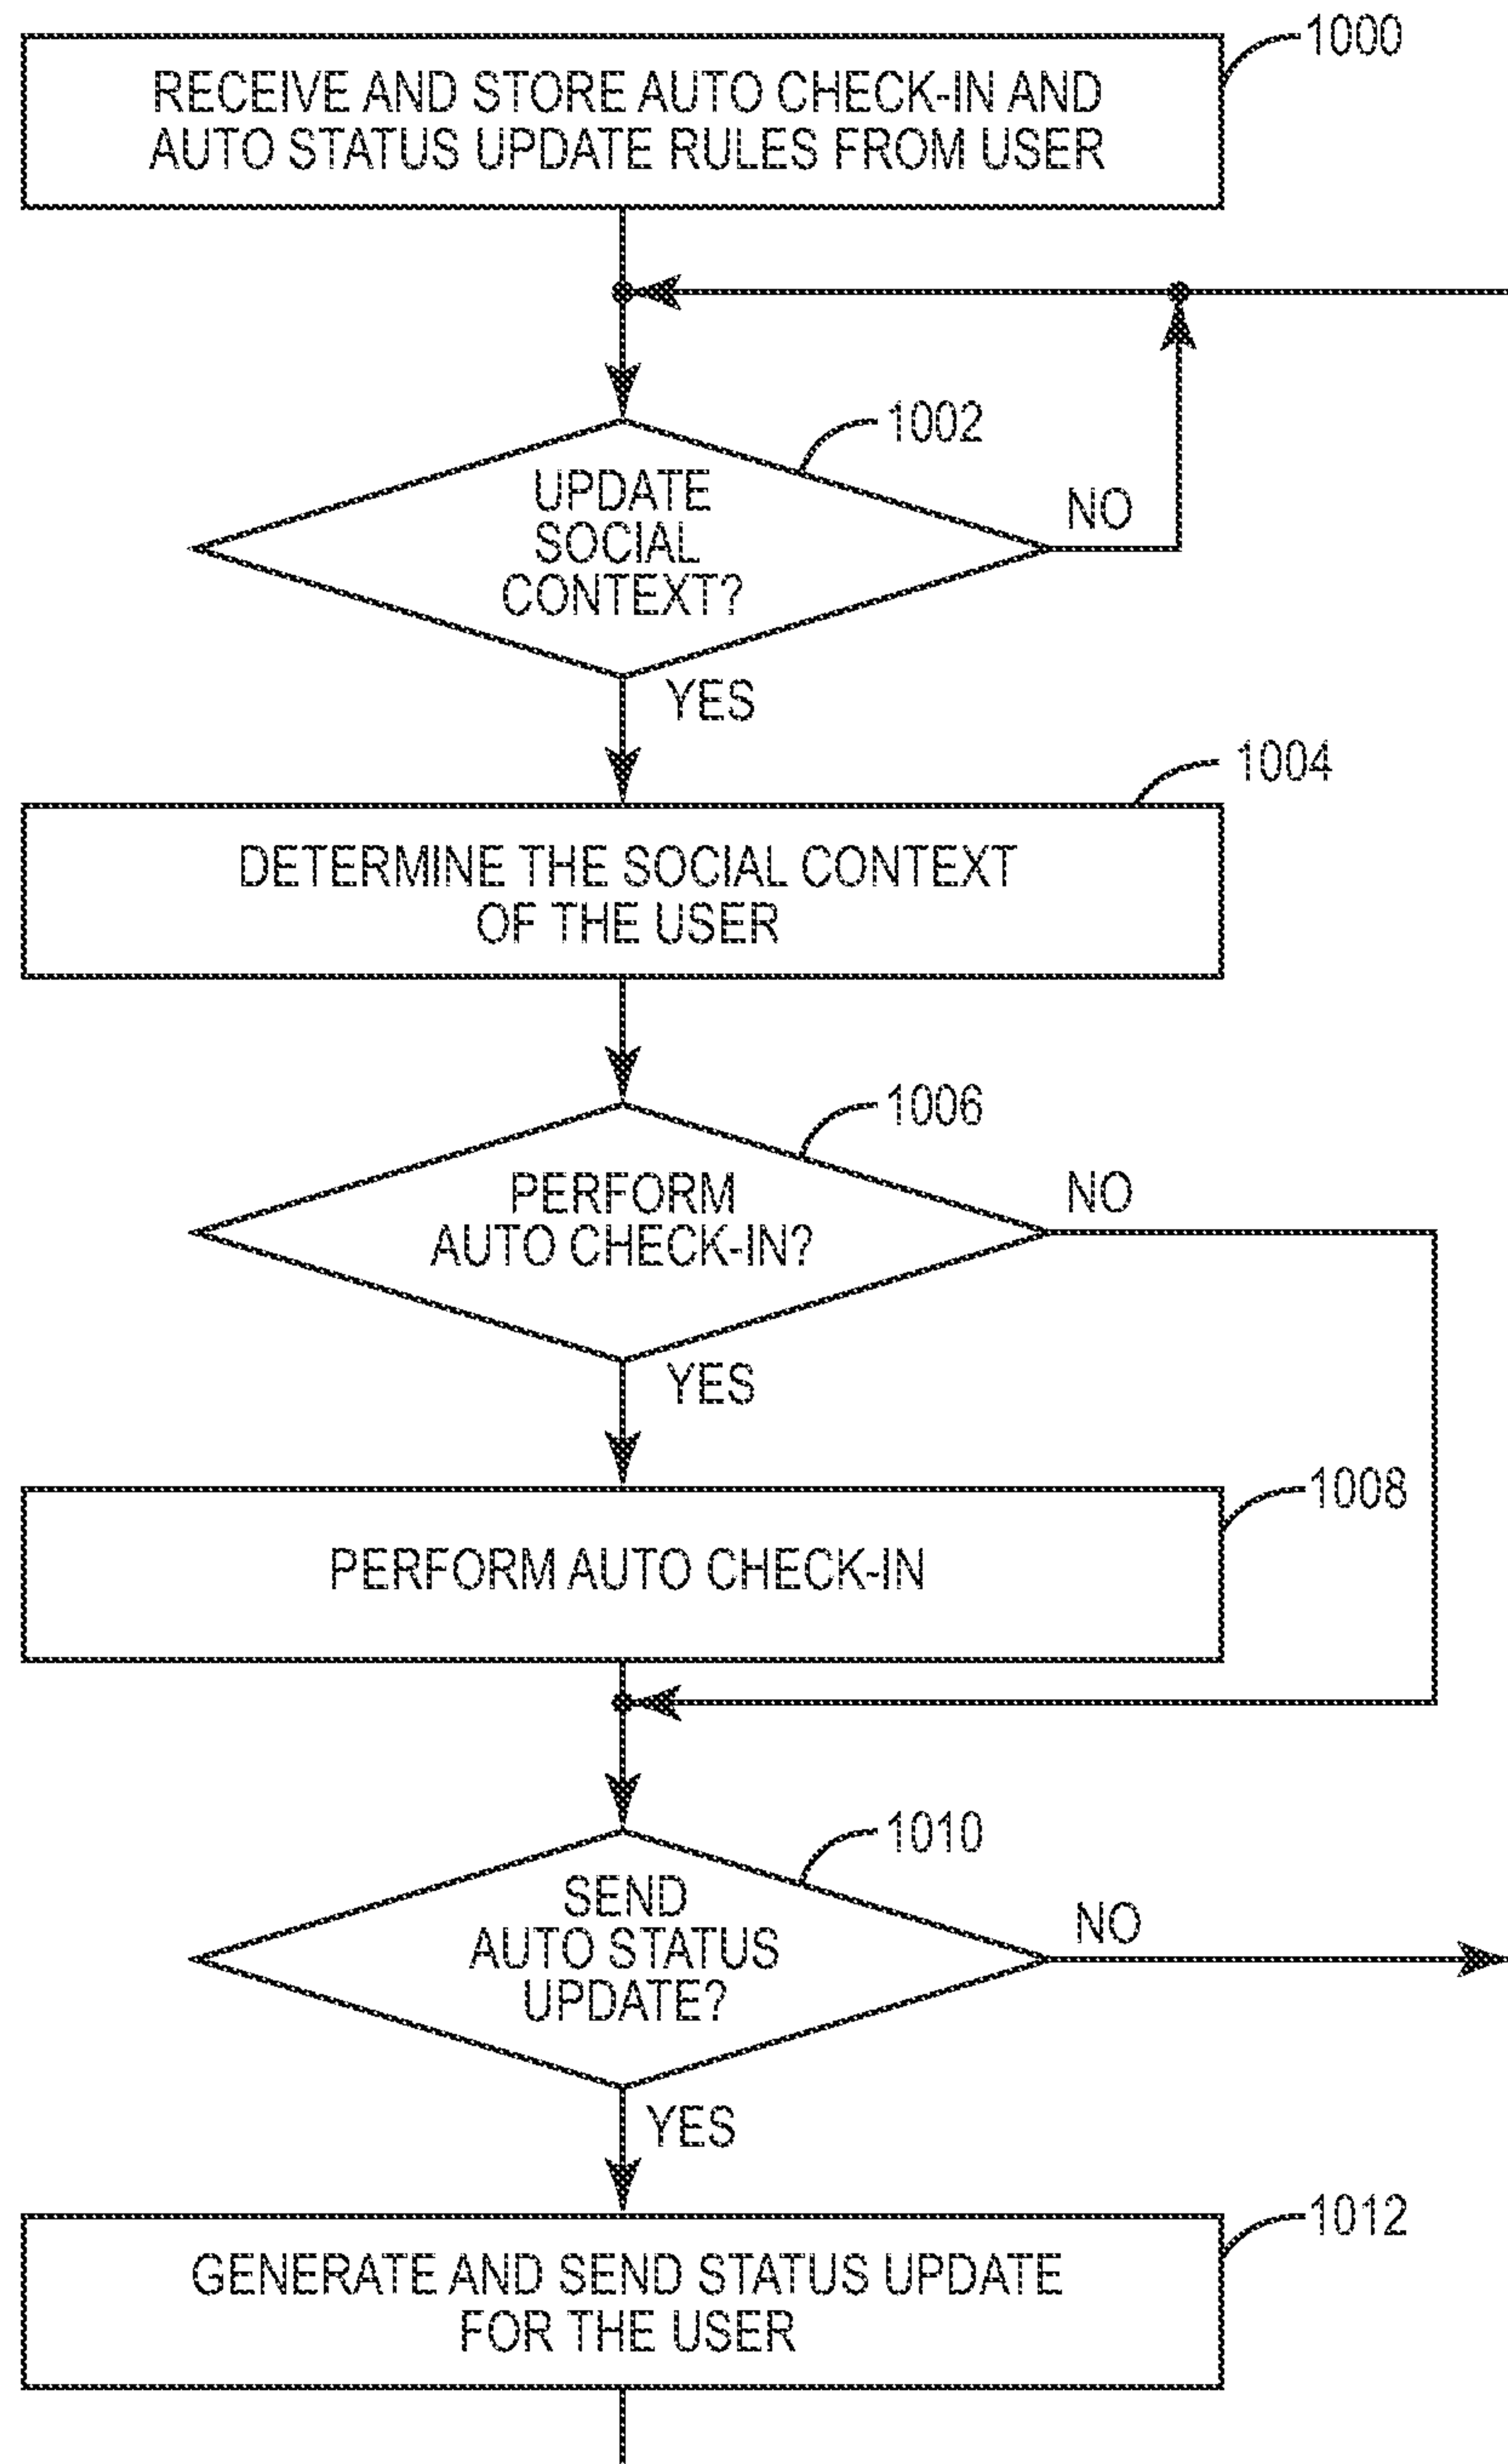 1000
RECEIVE AND STORE AUTO CHECK-IN AND
AUTO STATUS UPDATE RULES FROM USER
1002
UPDATE
SOCIAL
CONTEXT?
NO
YES
1004
DETERMINE THE SOCIAL CONTEXT
OF THE USER
1006
PERFORM
AUTO CHECK-IN?
NO
YES
1008
PERFORM AUTO CHECK-IN
1010
SEND
AUTO STATUS
UPDATE?
NO
YES
1012
GENERATE AND SEND STATUS UPDATE
FOR THE USER